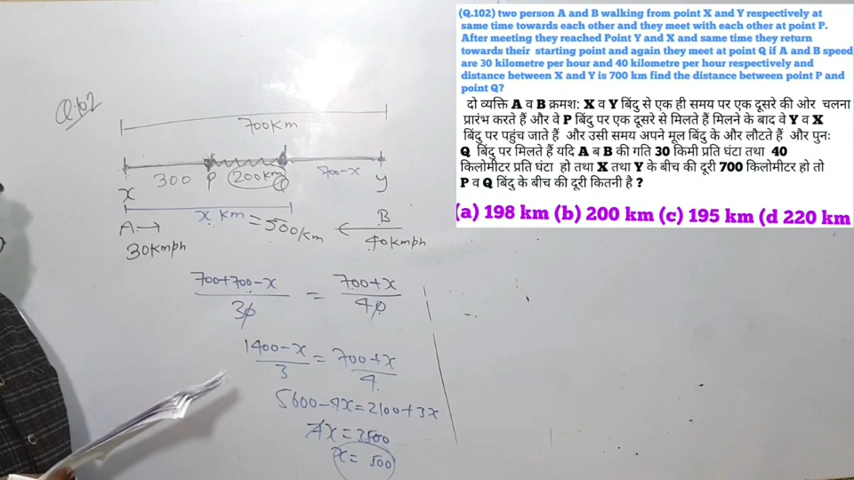 (Q.102) two person A and B walking from point X and Y respectively at
same time towards each other and they meet with each other at point P.
After meeting they reached Point Y and X and same time they return
towards their starting point and again they meet at point Q if A and B speed
are 30 kilometre per hour and 40 kilometre per hour respectively and
distance between X and Y is 700 km find the distance between point P and
point Q?
दो व्यक्ति A व B क्रमश: X व Y बिंदु से एक ही समय पर एक दूसरे की ओर चलना
प्रारंभ करते हैं और वे P बिंदु पर एक दूसरे से मिलते हैं मिलने के बाद वे Y व X
बिंदु पर पहुंच जाते हैं और उसी समय अपने मूल बिंदु के और लौटते हैं और पुनः
Q बिंदु पर मिलते हैं यदि A ब B की गति 30 किमी प्रति घंटा तथा 40
किलोमीटर प्रति घंटा हो तथा X तथा Y के बीच की दूरी 700 किलोमीटर हो तो
P व Q बिंदु के बीच की दूरी कितनी है ?
(a) 198 km (b) 200 km (c) 195 km (d 220 km
Q.102
700Km
X 300 P 200Km Q 700-x Y
x km = 500Km
A→ ← B
30Kmph 40kmph
700+700-x / 30 = 700+x / 40
1400-x / 3 = 700+x / 4
5600-4x=2100+3x
7x=3500
x= 500